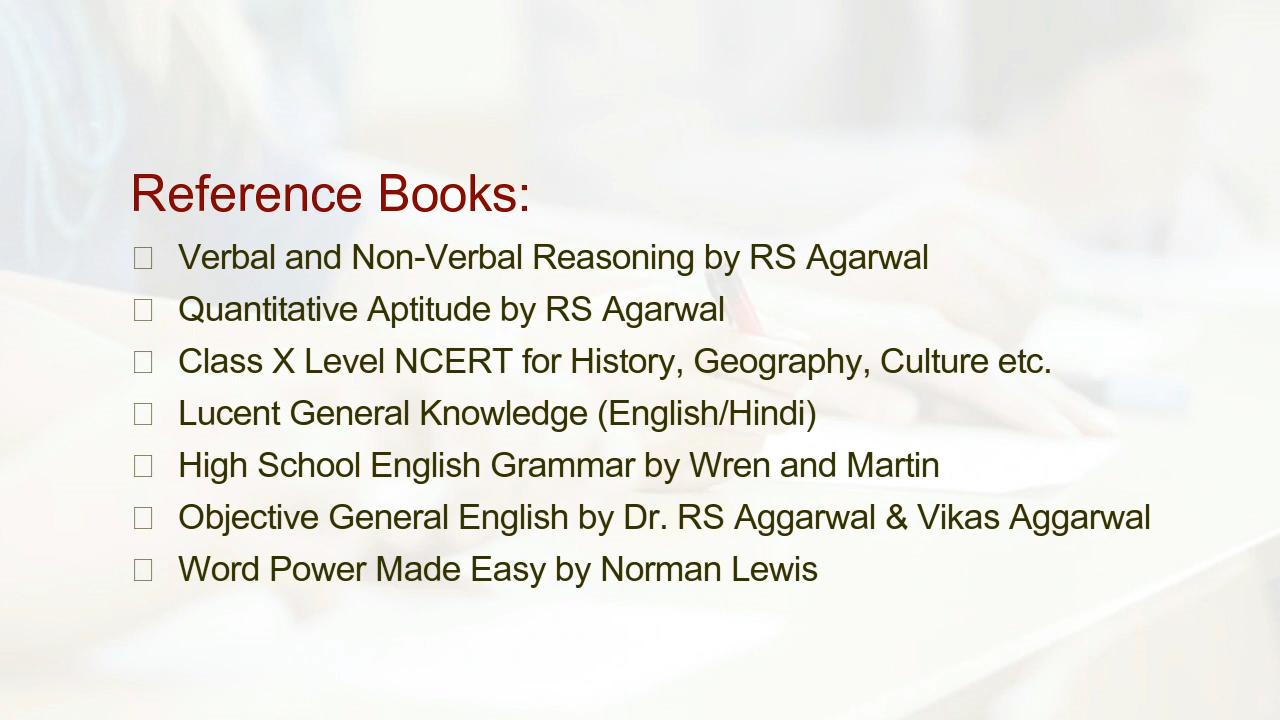 Reference Books:
Verbal and Non-Verbal Reasoning by RS Agarwal
Quantitative Aptitude by RS Agarwal
Class X Level NCERT for History, Geography, Culture etc.
Lucent General Knowledge (English/Hindi)
High School English Grammar by Wren and Martin
Objective General English by Dr. RS Aggarwal & Vikas Aggarwal
Word Power Made Easy by Norman Lewis